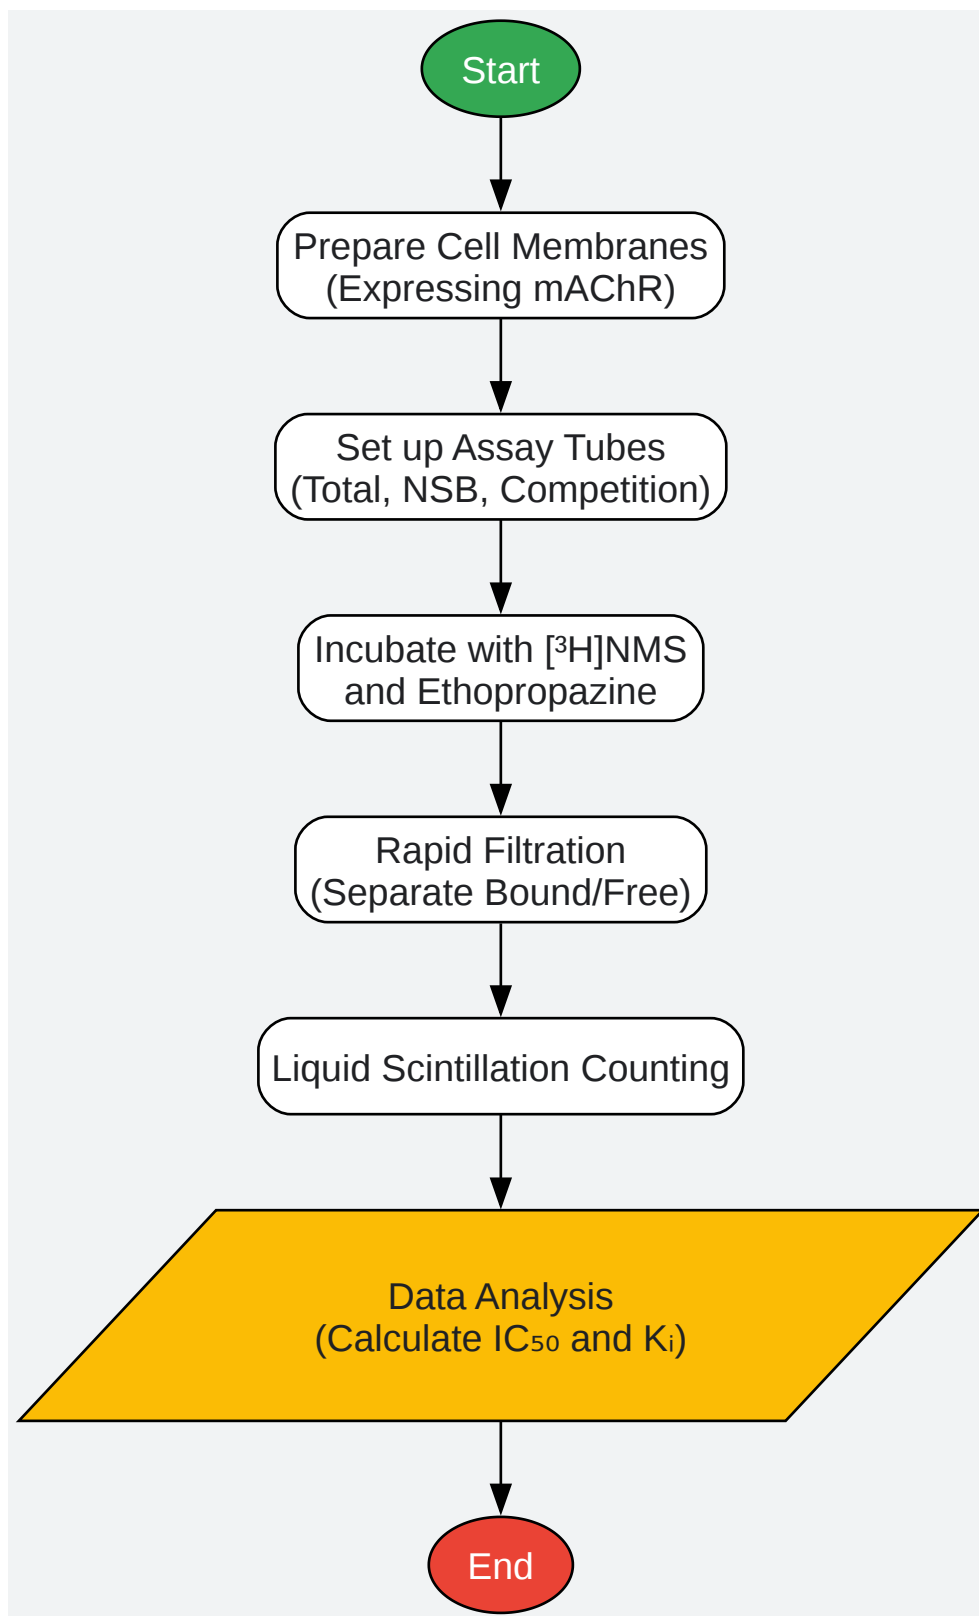 Start
Prepare Cell Membranes
(Expressing mAChR)
Set up Assay Tubes
(Total, NSB, Competition)
Incubate with [³H]NMS
and Ethopropazine
Rapid Filtration
(Separate Bound/Free)
Liquid Scintillation Counting
Data Analysis
(Calculate IC₅₀ and Kᵢ)
End